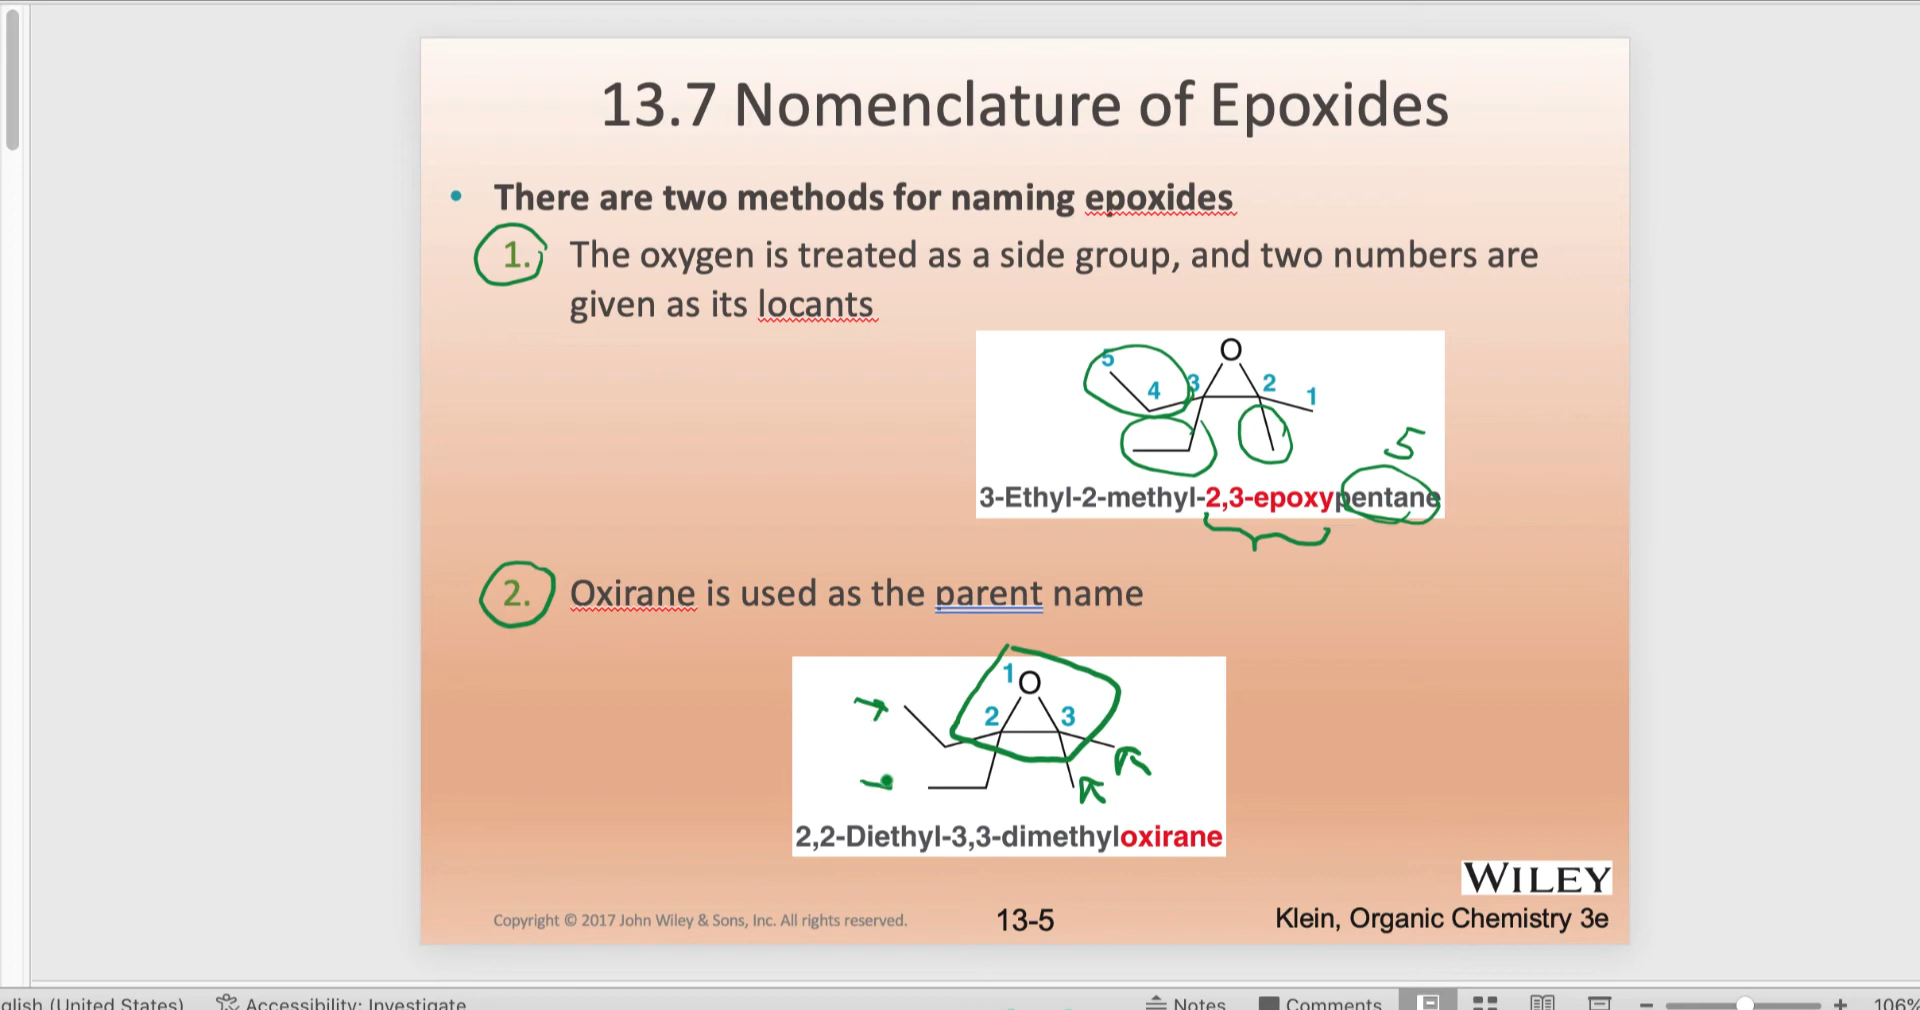 13.7 Nomenclature of Epoxides
• There are two methods for naming epoxides
1. The oxygen is treated as a side group, and two numbers are
given as its locants
O
5
4 3 2 1
5
3-Ethyl-2-methyl-2,3-epoxypentane
2. Oxirane is used as the parent name
1 O
2 3
2,2-Diethyl-3,3-dimethyloxirane
WILEY
Copyright © 2017 John Wiley & Sons, Inc. All rights reserved. 13-5 Klein, Organic Chemistry 3e
glish (United States) Accessibility: Investigate Notes Comments 106%